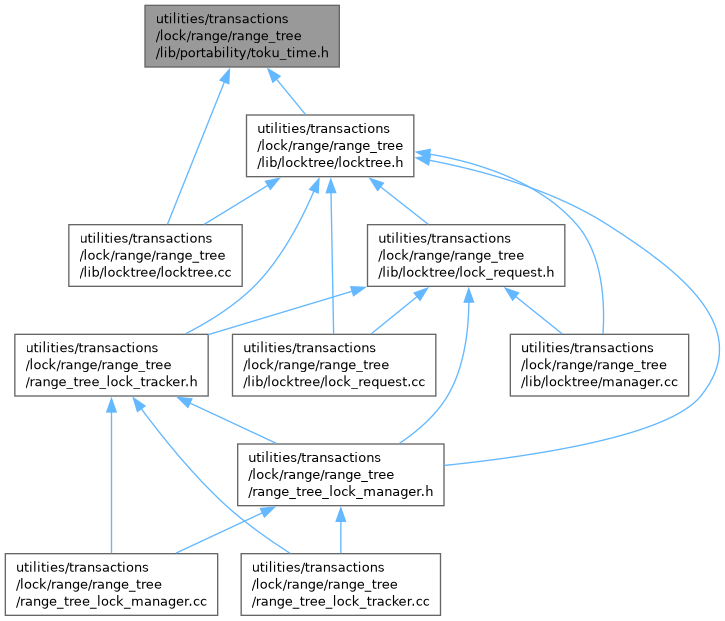 utilities/transactions
/lock/range/range_tree
/lib/portability/toku_time.h
utilities/transactions
/lock/range/range_tree
/lib/locktree/locktree.h
utilities/transactions
/lock/range/range_tree
/lib/locktree/locktree.cc
utilities/transactions
/lock/range/range_tree
/lib/locktree/lock_request.h
utilities/transactions
/lock/range/range_tree
/range_tree_lock_tracker.h
utilities/transactions
/lock/range/range_tree
/lib/locktree/lock_request.cc
utilities/transactions
/lock/range/range_tree
/lib/locktree/manager.cc
utilities/transactions
/lock/range/range_tree
/range_tree_lock_manager.h
utilities/transactions
/lock/range/range_tree
/range_tree_lock_manager.cc
utilities/transactions
/lock/range/range_tree
/range_tree_lock_tracker.cc